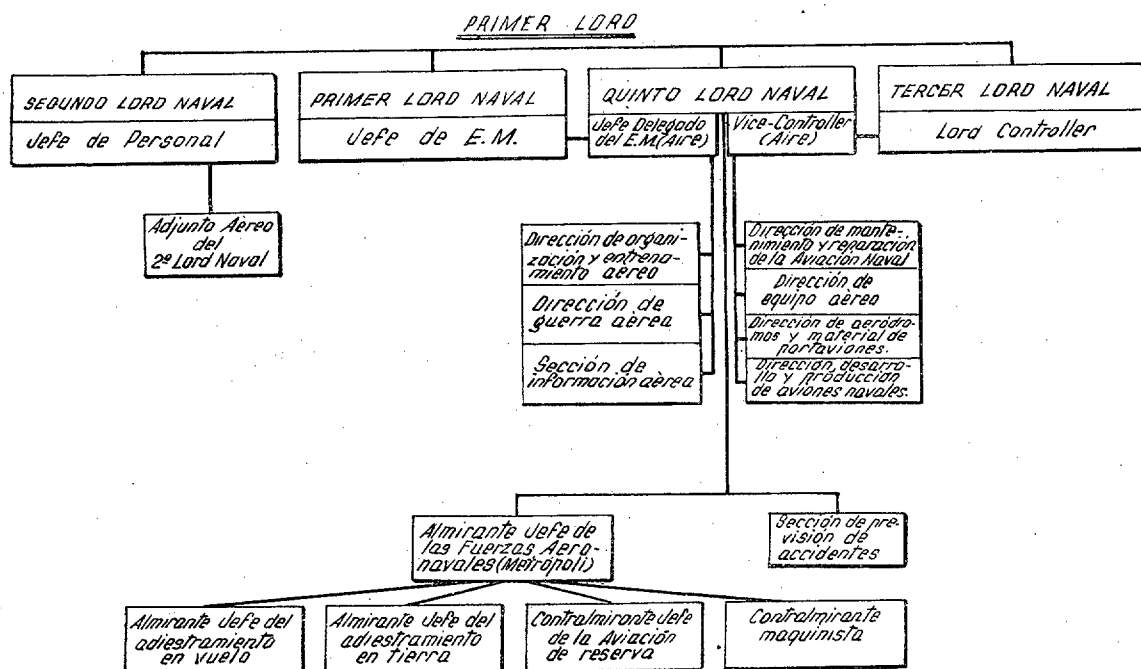 PRIMER LORD
SEGUNDO LORD NAVAL
Jefe de Personal
PRIMER LORD NAVAL
Jefe de E.M.
QUINTO LORD NAVAL
Jefe Delegado
del E.M.(Aire)
Vice-Controller
(Aire)
TERCER LORD NAVAL
Lord Controller
Adjunto Aèreo
del
2º Lord Naval
Dirección de organi-
zación y entrena-
miento aèreo
Dirección de
guerra aèrea
Sección de
información aèrea
Dirección de mante-
nimiento y reparación
de la Aviación Naval
Dirección de
equipo aèreo
Dirección de aeródro-
mos y material de
portaviones.
Dirección, desarro-
llo y producción
de aviones navales.
Almirante Jefe de
las Fuerzas Aero-
navales (Metrópoli)
Sección de pre-
visión de
accidentes
Almirante Jefe del
adiestramiento
en vuelo
Almirante Jefe del
adiestramiento
en tierra
Contralmirante Jefe
de la Aviación
de reserva
Contralmirante
maquinista